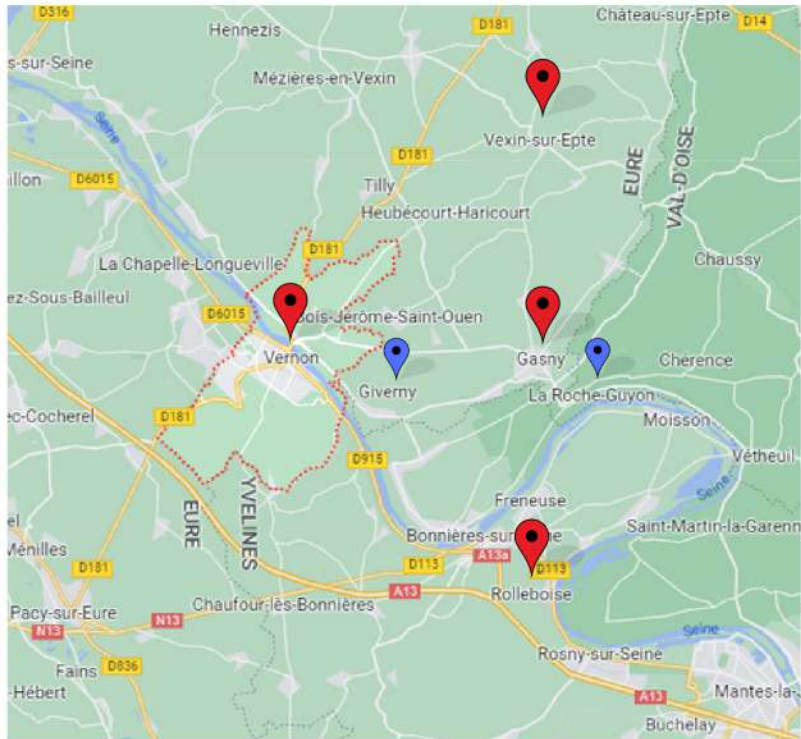 D316
Château-sur-Epte
D14
Hennezis
D181
s-sur-Seine
Mézières-en-Vexin
Vexin-sur-Epte
D181
EURE
VAL-D'OISE
illon
D6015
Tilly
Heubécourt-Haricourt
D181
La Chapelle-Longueville
Chaussy
ez-Sous-Bailleul
D6015
Bois-Jérôme-Saint-Ouen
Vernon
Gasny
Cherence
Giverny
La Roche-Guyon
ec-Cocherel
D181
Moisson
D915
Vétheuil
YVELINES
EURE
Freneuse
Seine
Saint-Martin-la-Garenn
el
Ménilles
Bonnières-sur
ne
A13a
D113
D113
D181
A13
Rolleboise
Chaufour-lès-Bonnières
Pacy-sur-Eure
N13
N13
Seine
Rosny-sur-Seine
Fains
D836
-Hébert
A13
Mantes-la-J
Buchelay